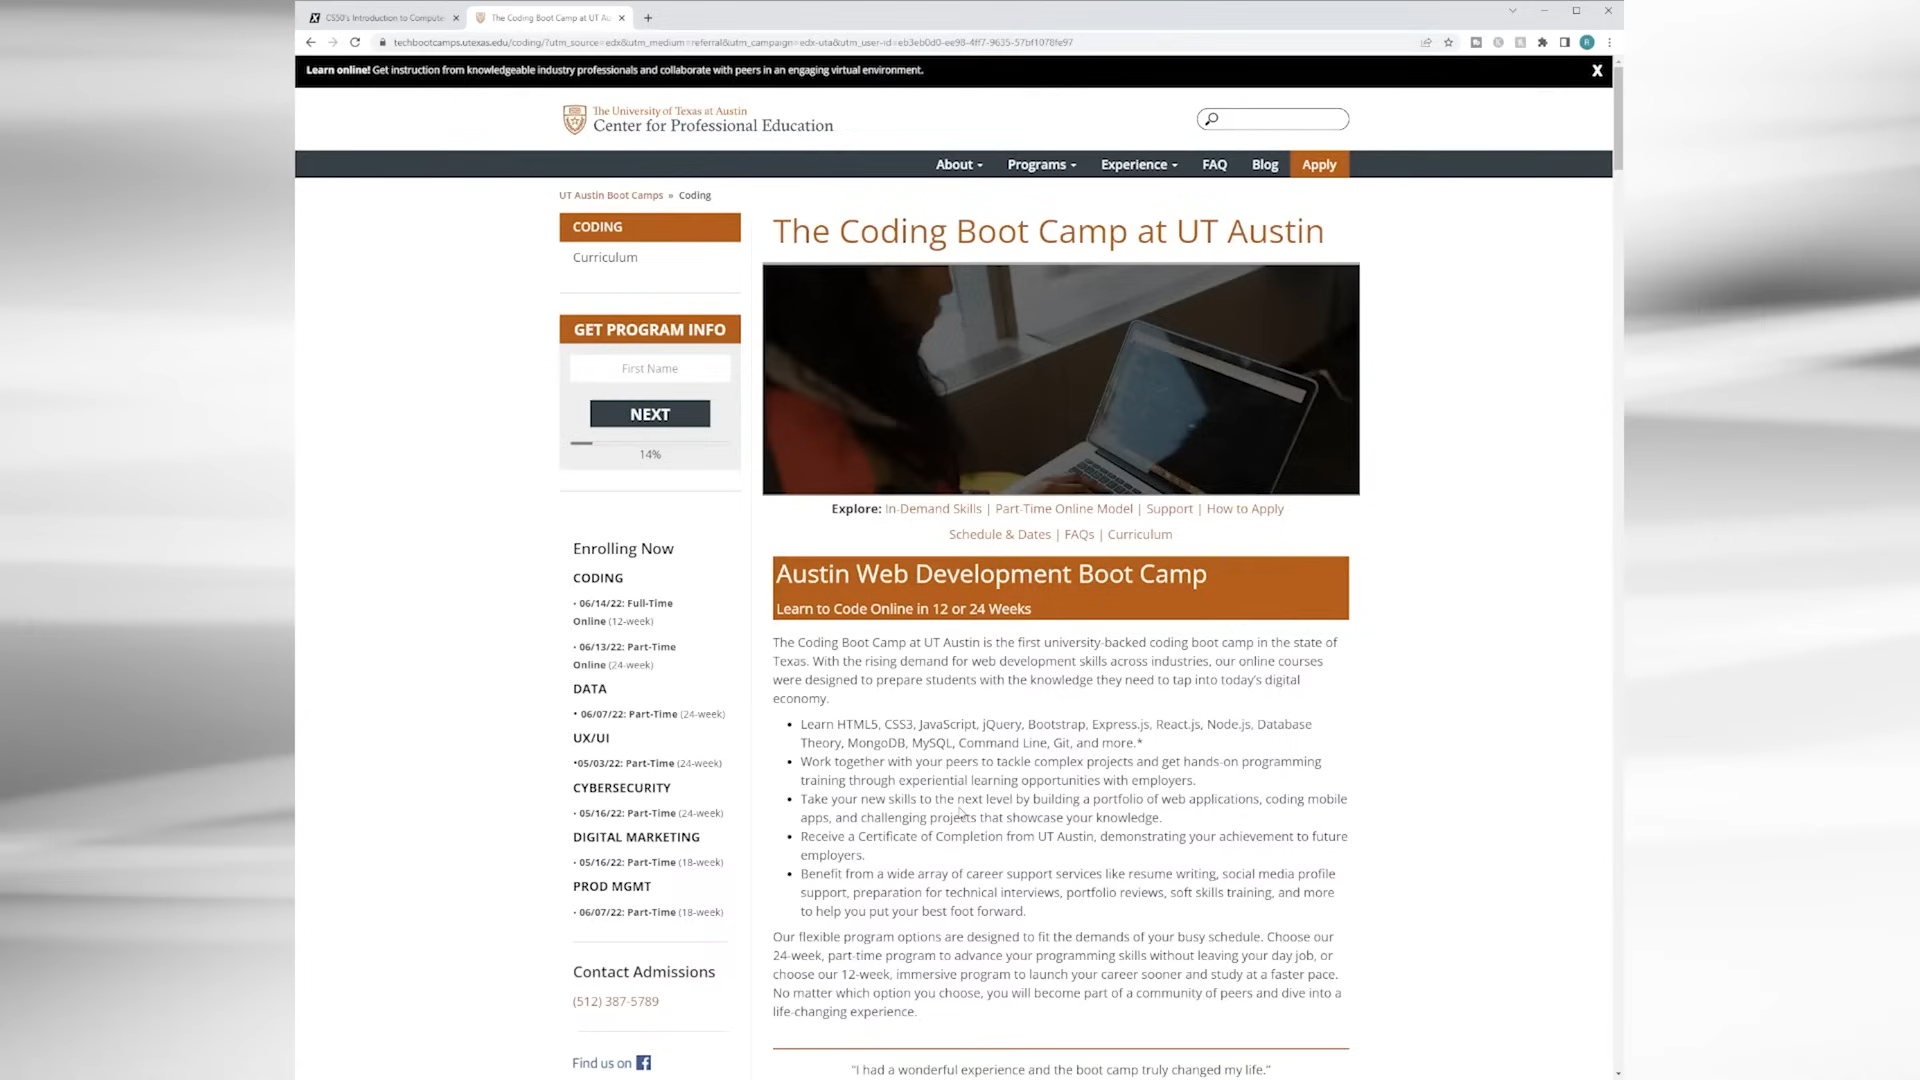 CS50's Introduction to Compute
The Coding Boot Camp at UT Au
techbootcamps.utexas.edu/coding/?utm_source=edx&utm_medium=referral&utm_campaign=edx-uta&utm_user-id=eb3eb0d0-ee98-4ff7-9635-57bf1078fe97
Learn online! Get instruction from knowledgeable industry professionals and collaborate with peers in an engaging virtual environment.
X
The University of Texas at Austin
Center for Professional Education
About
Programs
Experience
FAQ
Blog
Apply
UT Austin Boot Camps » Coding
CODING
Curriculum
GET PROGRAM INFO
First Name
NEXT
14%
Enrolling Now
CODING
· 06/14/22: Full-Time
Online (12-week)
· 06/13/22: Part-Time
Online (24-week)
DATA
• 06/07/22: Part-Time (24-week)
UX/UI
•05/03/22: Part-Time (24-week)
CYBERSECURITY
· 05/16/22: Part-Time (24-week)
DIGITAL MARKETING
· 05/16/22: Part-Time (18-week)
PROD MGMT
· 06/07/22: Part-Time (18-week)
Contact Admissions
(512) 387-5789
Find us on f
The Coding Boot Camp at UT Austin
Explore: In-Demand Skills | Part-Time Online Model | Support | How to Apply
Schedule & Dates | FAQs | Curriculum
Austin Web Development Boot Camp
Learn to Code Online in 12 or 24 Weeks
The Coding Boot Camp at UT Austin is the first university-backed coding boot camp in the state of
Texas. With the rising demand for web development skills across industries, our online courses
were designed to prepare students with the knowledge they need to tap into today's digital
economy.
• Learn HTML5, CSS3, JavaScript, jQuery, Bootstrap, Express.js, React.js, Node.js, Database
Theory, MongoDB, MySQL, Command Line, Git, and more.*
• Work together with your peers to tackle complex projects and get hands-on programming
training through experiential learning opportunities with employers.
• Take your new skills to the next level by building a portfolio of web applications, coding mobile
apps, and challenging projects that showcase your knowledge.
• Receive a Certificate of Completion from UT Austin, demonstrating your achievement to future
employers.
• Benefit from a wide array of career support services like resume writing, social media profile
support, preparation for technical interviews, portfolio reviews, soft skills training, and more
to help you put your best foot forward.
Our flexible program options are designed to fit the demands of your busy schedule. Choose our
24-week, part-time program to advance your programming skills without leaving your day job, or
choose our 12-week, immersive program to launch your career sooner and study at a faster pace.
No matter which option you choose, you will become part of a community of peers and dive into a
life-changing experience.
"I had a wonderful experience and the boot camp truly changed my life."